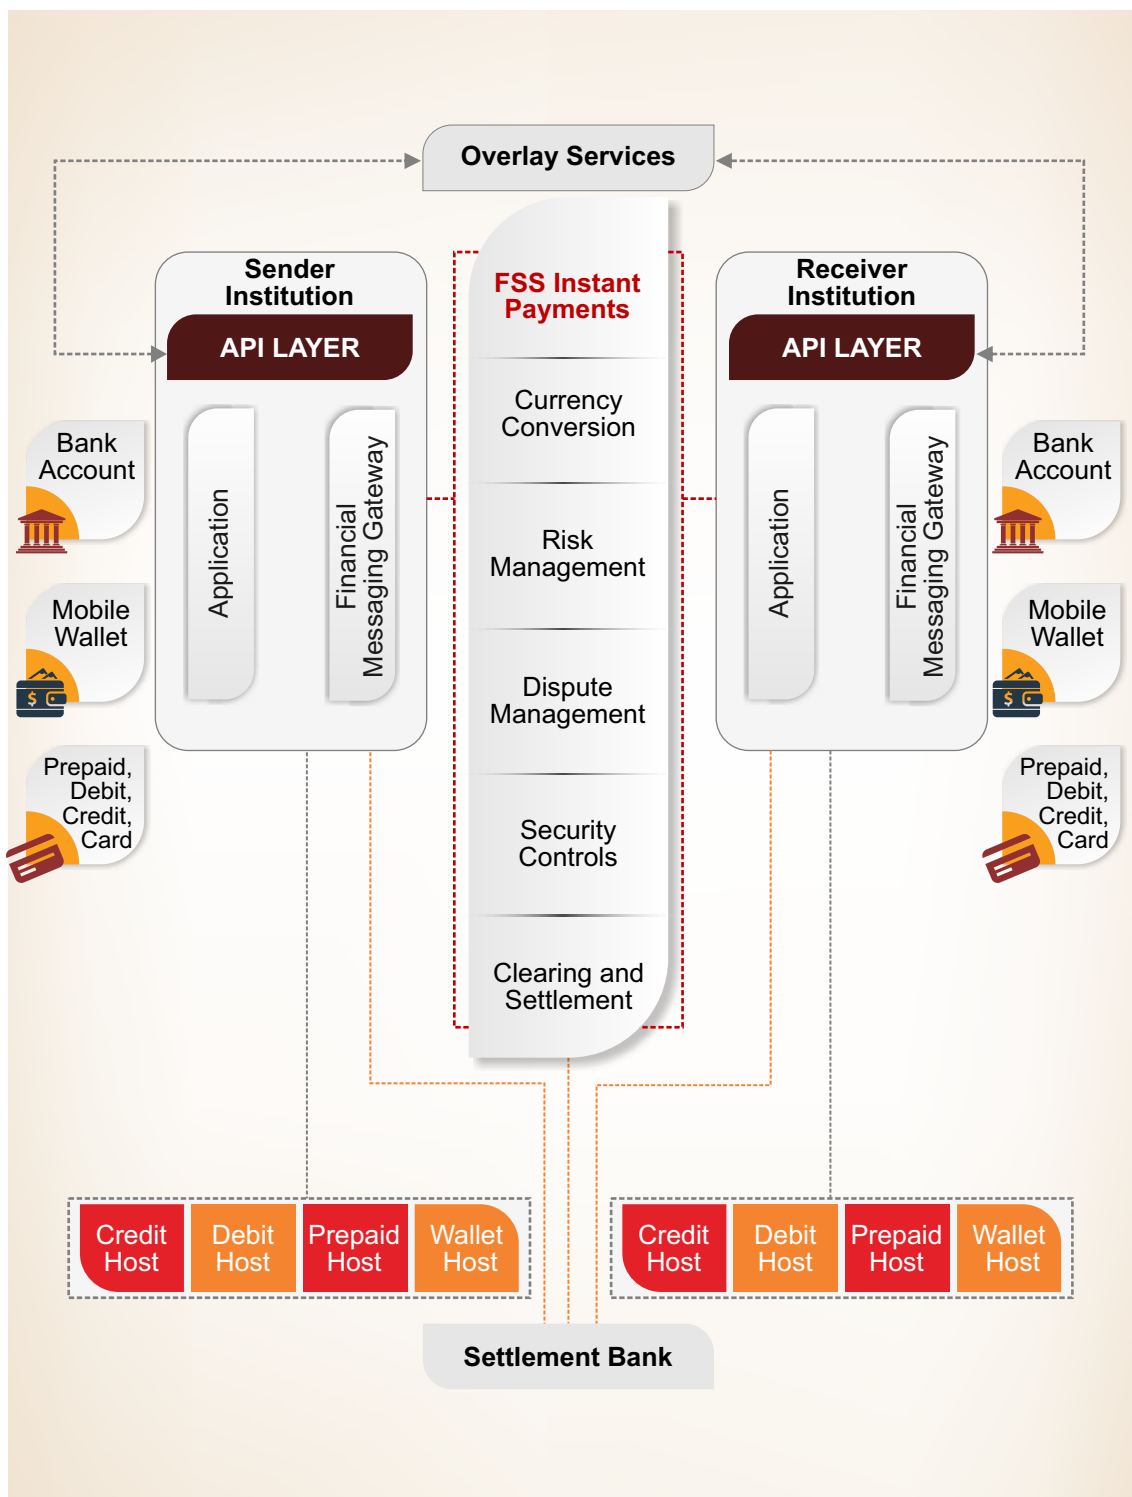 Overlay Services
Sender
Institution
API LAYER
Application
Financial
Messaging Gateway
Bank
Account
Mobile
Wallet
$
Prepaid,
Debit,
Credit,
Card
FSS Instant
Payments
Currency
Conversion
Risk
Management
Dispute
Management
Security
Controls
Clearing and
Settlement
Receiver
Institution
API LAYER
Application
Financial
Messaging Gateway
Bank
Account
Mobile
Wallet
$
Prepaid,
Debit,
Credit,
Card
Credit
Host
Debit
Host
Prepaid
Host
Wallet
Host
Credit
Host
Debit
Host
Prepaid
Host
Wallet
Host
Settlement Bank